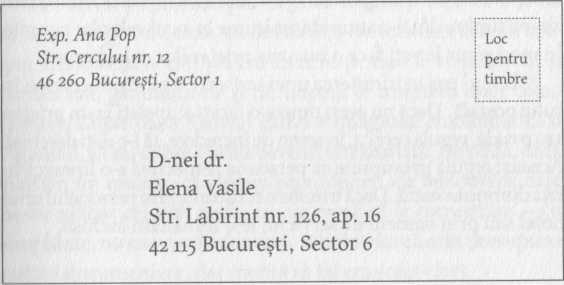 Exp. Ana Pop
Str. Cercului nr. 12
46 260 București, Sector 1
Loc
pentru
timbre
D-nei dr.
Elena Vasile
Str. Labirint nr. 126, ap. 16
42 115 București, Sector 6